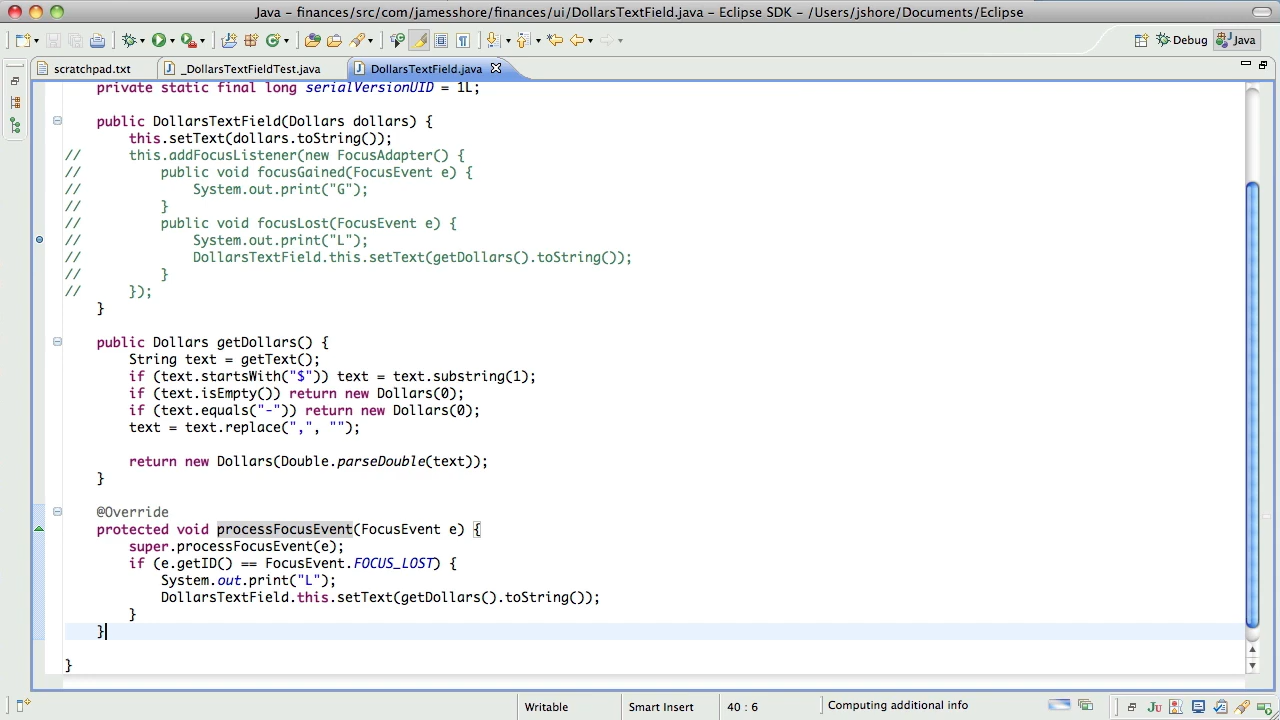 Java – finances/src/com/jamesshore/finances/ui/DollarsTextField.java – Eclipse SDK – /Users/jshore/Documents/Eclipse
Debug Java
scratchpad.txt _DollarsTextFieldTest.java DollarsTextField.java
private static final long serialVersionUID = 1L;
public DollarsTextField(Dollars dollars) {
this.setText(dollars.toString());
// this.addFocusListener(new FocusAdapter() {
// public void focusGained(FocusEvent e) {
// System.out.print("G");
// }
// public void focusLost(FocusEvent e) {
// System.out.print("L");
// DollarsTextField.this.setText(getDollars().toString());
// }
// });
}
public Dollars getDollars() {
String text = getText();
if (text.startsWith("$")) text = text.substring(1);
if (text.isEmpty()) return new Dollars(0);
if (text.equals("-")) return new Dollars(0);
text = text.replace(",", "");
return new Dollars(Double.parseDouble(text));
}
@Override
protected void processFocusEvent(FocusEvent e) {
super.processFocusEvent(e);
if (e.getID() == FocusEvent.FOCUS_LOST) {
System.out.print("L");
DollarsTextField.this.setText(getDollars().toString());
}
}
}
Writable Smart Insert 40 : 6 Computing additional info